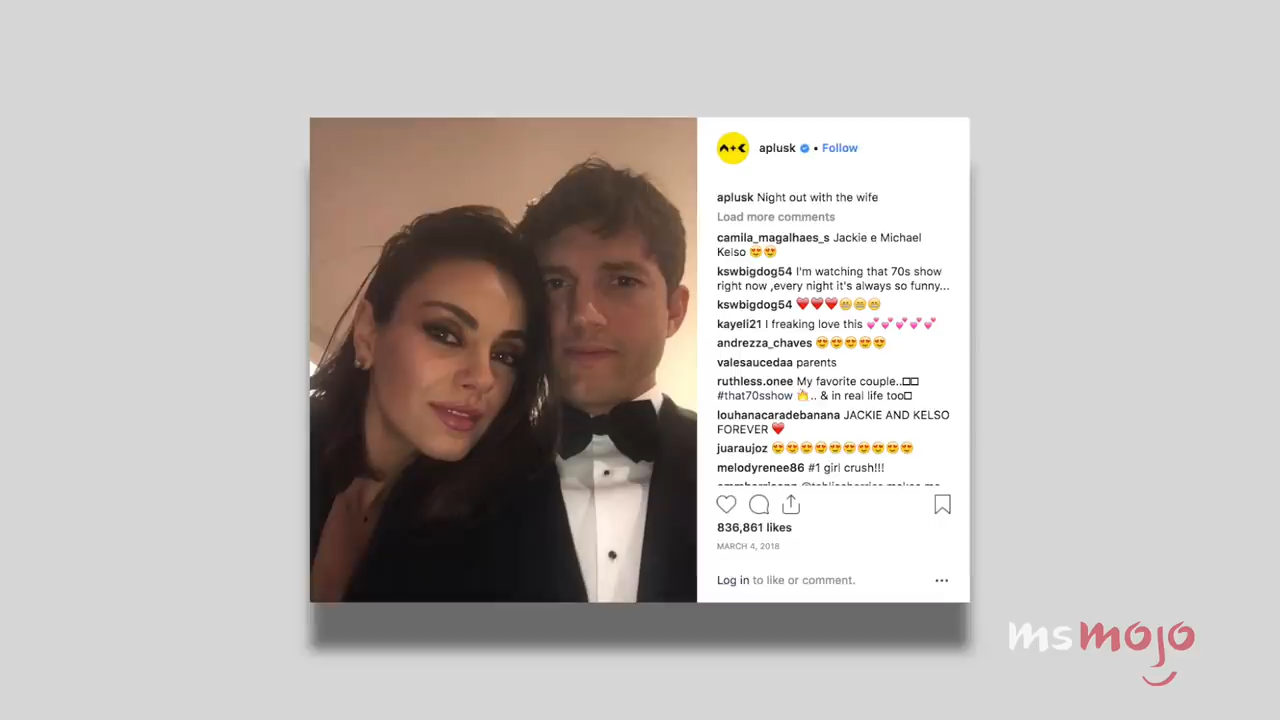 aplusk • Follow
aplusk Night out with the wife
Load more comments
camila_magalhaes_s Jackie e Michael
Kelso 😍😍
kswbigdog54 I'm watching that 70s show
right now ,every night it's always so funny...
kswbigdog54 ❤️❤️❤️😁😁😁
kayeli21 I freaking love this 💕💕💕💕💕
andrezza_chaves 😍😍😍😍😍
valesaucedaa parents
ruthless.onee My favorite couple..
#that70sshow 👏.. & in real life too
louhanacaradebanana JACKIE AND KELSO
FOREVER ❤️
juaraujoz 😍😍😍😍😍😍😍😍😍😍
melodyrenee86 #1 girl crush!!!
836,861 likes
MARCH 4, 2018
Log in to like or comment.
msmojo